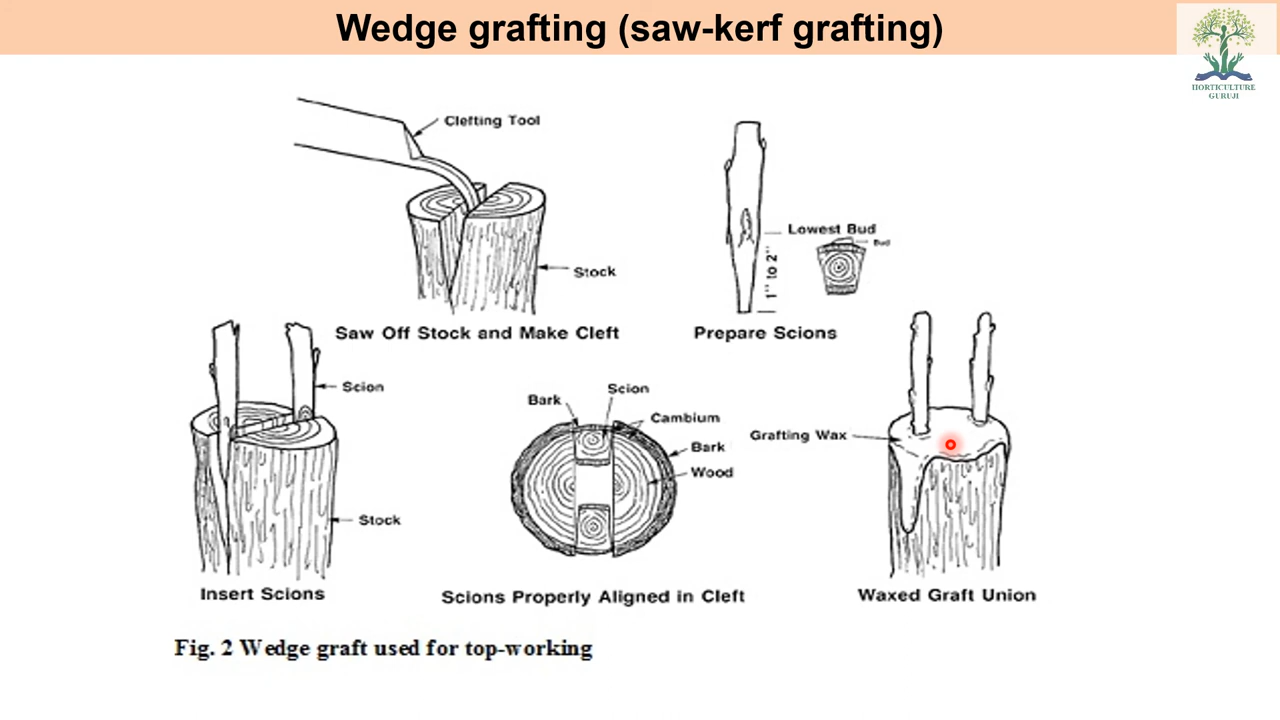 Wedge grafting (saw-kerf grafting)
HORTICULTURE
GURUJI
Clefting Tool
Stock
Saw Off Stock and Make Cleft
Lowest Bud
Bud
1" to 2"
Prepare Scions
Scion
Stock
Insert Scions
Bark
Scion
Cambium
Bark
Wood
Scions Properly Aligned in Cleft
Grafting Wax
Waxed Graft Union
Fig. 2 Wedge graft used for top-working